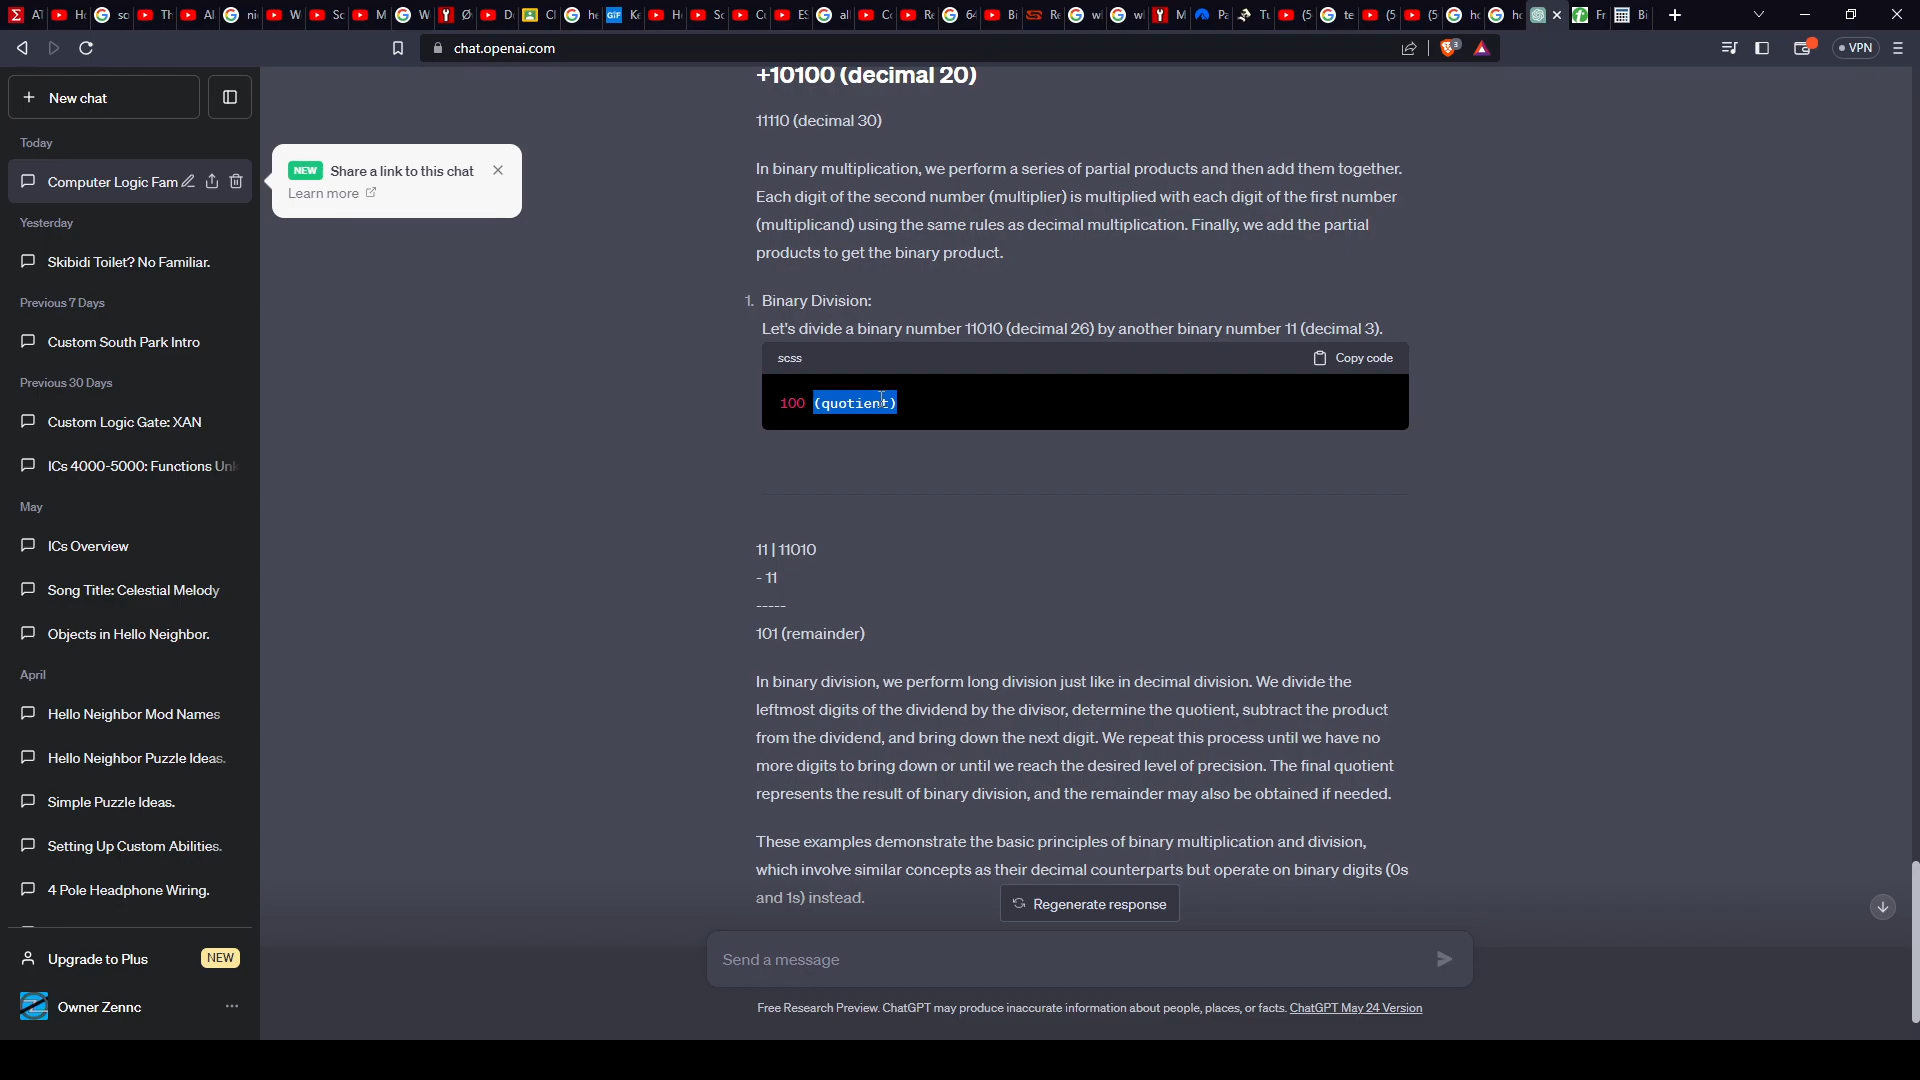 chat.openai.com
3
VPN
New chat
Today
Computer Logic Fam
Yesterday
Skibidi Toilet? No Familiar.
Previous 7 Days
Custom South Park Intro
Previous 30 Days
Custom Logic Gate: XAN
ICs 4000-5000: Functions Unk
May
ICs Overview
Song Title: Celestial Melody
Objects in Hello Neighbor.
April
Hello Neighbor Mod Names
Hello Neighbor Puzzle Ideas.
Simple Puzzle Ideas.
Setting Up Custom Abilities.
4 Pole Headphone Wiring.
Upgrade to Plus
NEW
Owner Zennc
NEW Share a link to this chat
Learn more
+10100 (decimal 20)
11110 (decimal 30)
In binary multiplication, we perform a series of partial products and then add them together.
Each digit of the second number (multiplier) is multiplied with each digit of the first number
(multiplicand) using the same rules as decimal multiplication. Finally, we add the partial
products to get the binary product.
1. Binary Division:
Let's divide a binary number 11010 (decimal 26) by another binary number 11 (decimal 3).
scss
Copy code
100 (quotient)
11 | 11010
- 11
-----
101 (remainder)
In binary division, we perform long division just like in decimal division. We divide the
leftmost digits of the dividend by the divisor, determine the quotient, subtract the product
from the dividend, and bring down the next digit. We repeat this process until we have no
more digits to bring down or until we reach the desired level of precision. The final quotient
represents the result of binary division, and the remainder may also be obtained if needed.
These examples demonstrate the basic principles of binary multiplication and division,
which involve similar concepts as their decimal counterparts but operate on binary digits (0s
and 1s) instead.
Regenerate response
Send a message
Free Research Preview. ChatGPT may produce inaccurate information about people, places, or facts. ChatGPT May 24 Version